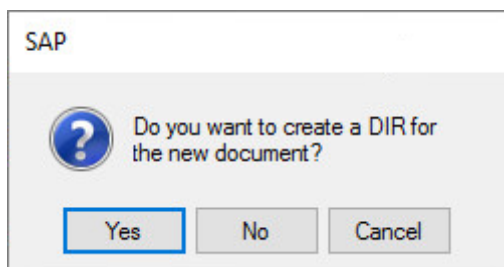 SAP
Do you want to create a DIR for
the new document?
Yes No Cancel